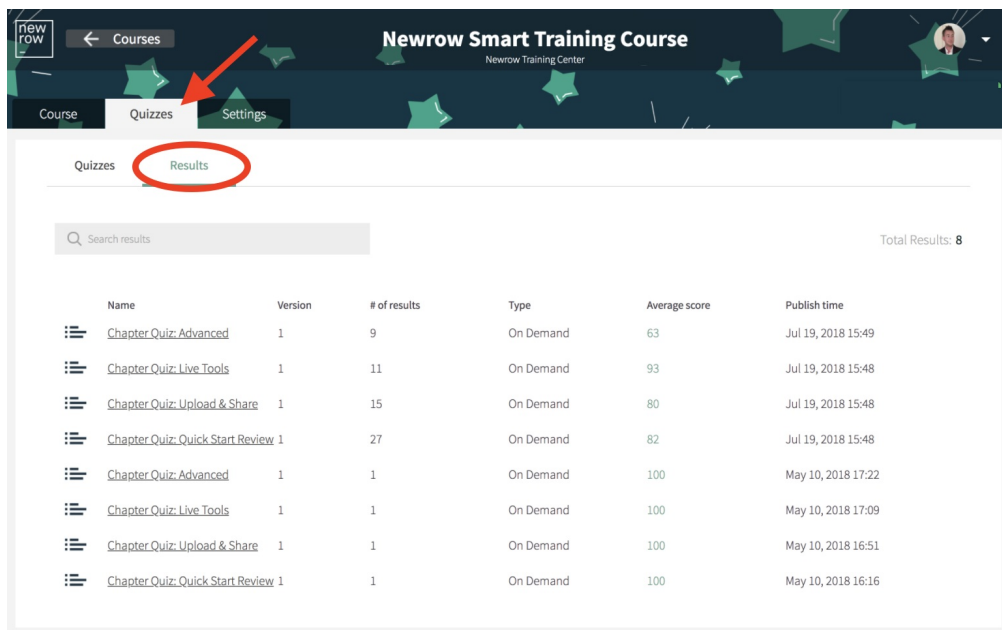 new
row
← Courses
Newrow Smart Training Course
Newrow Training Center
Course Quizzes Settings
Quizzes Results
Search results
Total Results: 8
Name Version # of results Type Average score Publish time
Chapter Quiz: Advanced 1 9 On Demand 63 Jul 19, 2018 15:49
Chapter Quiz: Live Tools 1 11 On Demand 93 Jul 19, 2018 15:48
Chapter Quiz: Upload & Share 1 15 On Demand 80 Jul 19, 2018 15:48
Chapter Quiz: Quick Start Review 1 27 On Demand 82 Jul 19, 2018 15:48
Chapter Quiz: Advanced 1 1 On Demand 100 May 10, 2018 17:22
Chapter Quiz: Live Tools 1 1 On Demand 100 May 10, 2018 17:09
Chapter Quiz: Upload & Share 1 1 On Demand 100 May 10, 2018 16:51
Chapter Quiz: Quick Start Review 1 1 On Demand 100 May 10, 2018 16:16